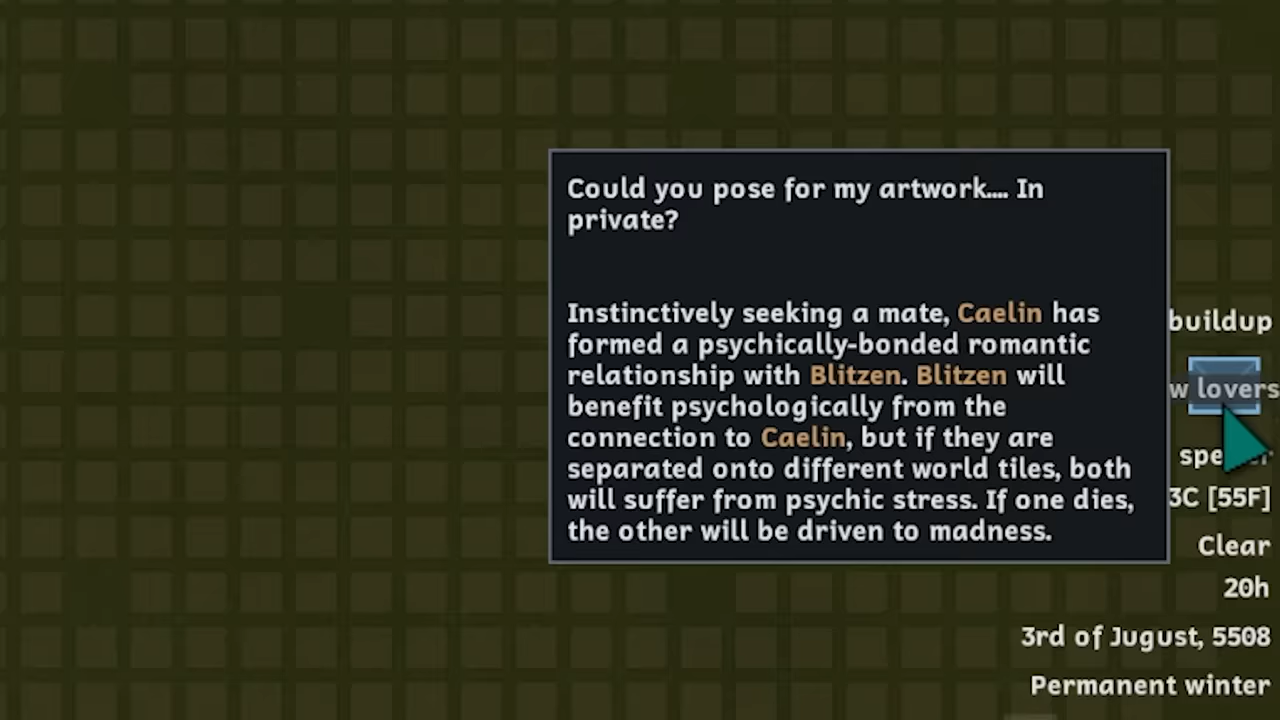 Could you pose for my artwork.... In
private?
Instinctively seeking a mate, Caelin has
formed a psychically-bonded romantic
relationship with Blitzen. Blitzen will
benefit psychologically from the
connection to Caelin, but if they are
separated onto different world tiles, both
will suffer from psychic stress. If one dies,
the other will be driven to madness.
buildup
w lovers
3C [55F]
Clear
20h
3rd of Jugust, 5508
Permanent winter